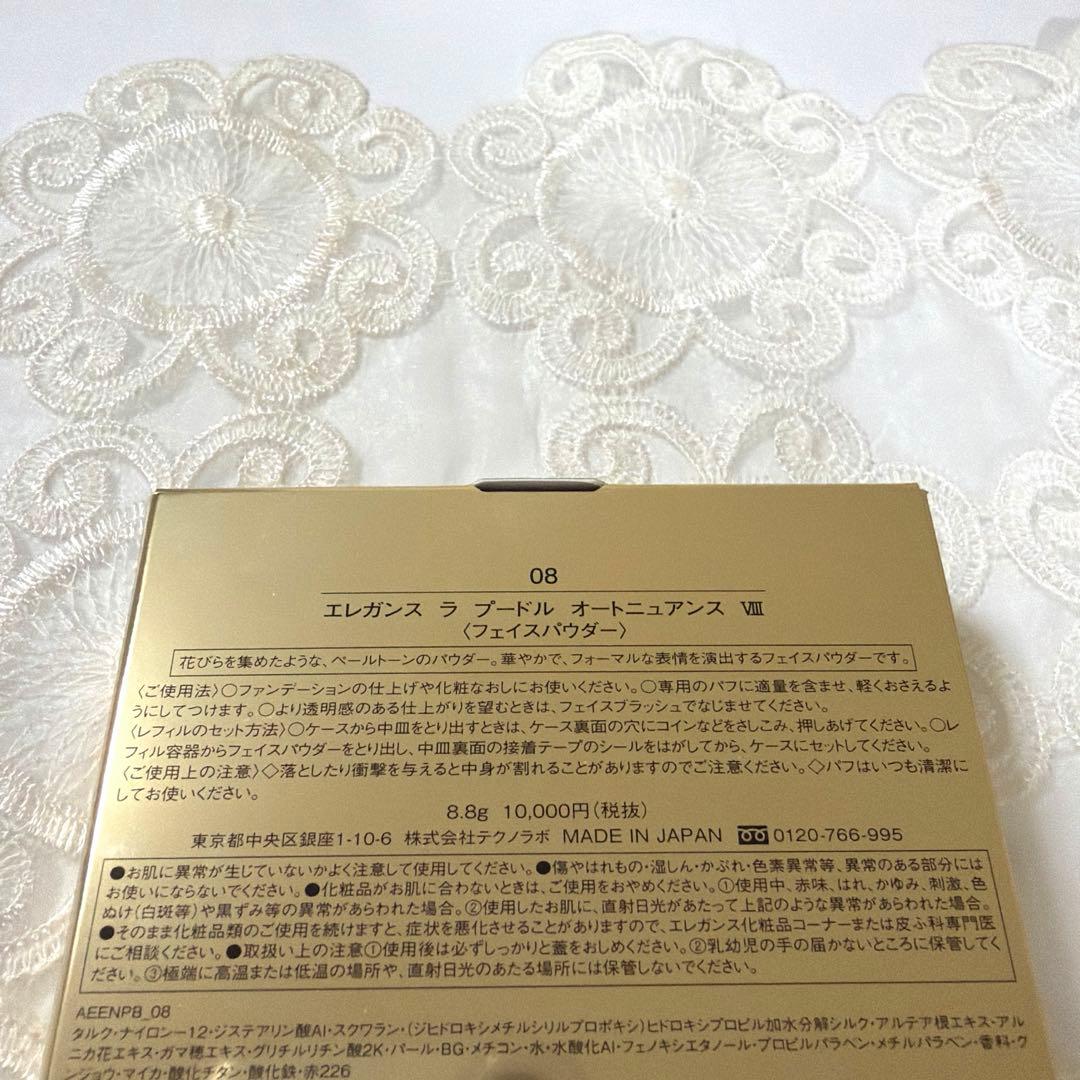 08
エレガンス ラ プードル オートニュアンス Ⅷ
〈フェイスパウダー〉
花びらを集めたような、ペールトーンのパウダー。華やかで、フォーマルな表情を演出するフェイスパウダーです。
〈ご使用法〉○ファンデーションの仕上げや化粧なおしにお使いください。○専用のパフに適量を含ませ、軽くおさえるよ
うにしてつけます。○より透明感のある仕上がりを望むときは、フェイスブラッシュでなじませてください。
〈レフィルのセット方法〉○ケースから中皿をとり出すときは、ケース裏面の穴にコインなどをさしこみ、押しあげてください。○レ
フィル容器からフェイスパウダーをとり出し、中皿裏面の接着テープのシールをはがしてから、ケースにセットしてください。
〈ご使用上の注意〉◇落としたり衝撃を与えると中身が割れることがありますのでご注意ください。◇パフはいつも清潔に
してお使いください。
8.8g 10,000円(税抜)
東京都中央区銀座1-10-6 株式会社テクノラボ MADE IN JAPAN 0120-766-995
●お肌に異常が生じていないかよく注意して使用してください。●傷やはれもの・湿しん・かぶれ・色素異常等、異常のある部分には
お使いにならないでください。●化粧品がお肌に合わないときは、ご使用をおやめください。①使用中、赤味、はれ、かゆみ、刺激、色
ぬけ(白斑等)や黒ずみ等の異常があらわれた場合。②使用したお肌に、直射日光があたって上記のような異常があらわれた場合。
●そのまま化粧品類のご使用を続けますと、症状を悪化させることがありますので、エレガンス化粧品コーナーまたは皮ふ科専門医
にご相談ください。●取扱い上の注意①使用後は必ずしっかりと蓋をおしめください。②乳幼児の手の届かないところに保管してく
ださい。③極端に高温または低温の場所や、直射日光のあたる場所には保管しないでください。
AEENPB_08
タルク・ナイロン-12・ジステアリン酸Al・スクワラン・(ジヒドロキシメチルシリルプロポキシ)ヒドロキシプロピル加水分解シルク・アルテア根エキス・アル
ニカ花エキス・ガマ穂エキス・グリチルリチン酸2K・パール・BG・メチコン・水・水酸化Al・フェノキシエタノール・プロピルパラベン・メチルパラベン・香料・グ
ンジョウ・マイカ・酸化チタン・酸化鉄・赤226